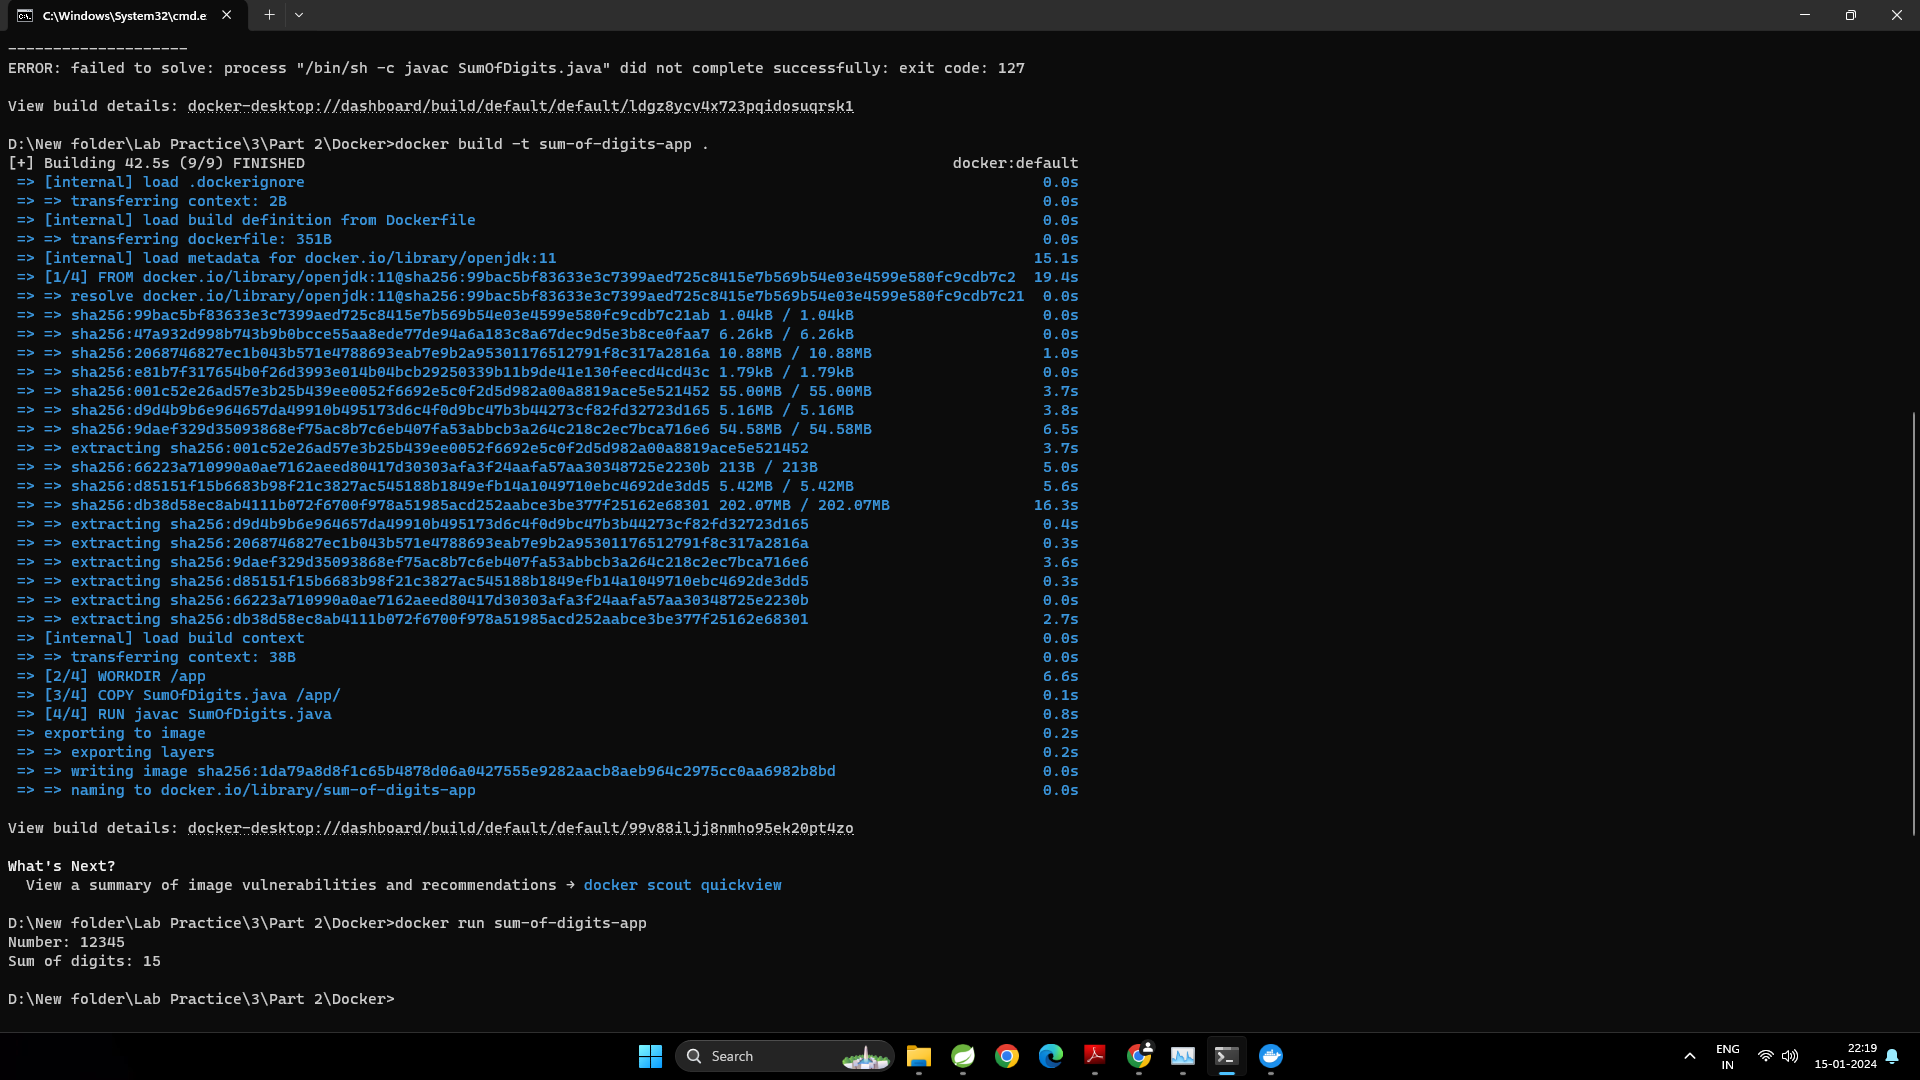 C:\Windows\System32\cmd.e
--------------------
ERROR: failed to solve: process "/bin/sh -c javac SumOfDigits.java" did not complete successfully: exit code: 127
View build details: docker-desktop://dashboard/build/default/default/ldgz8ycv4x723pqidosuqrsk1
D:\New folder\Lab Practice\3\Part 2\Docker>docker build -t sum-of-digits-app .
[+] Building 42.5s (9/9) FINISHED docker:default
=> [internal] load .dockerignore 0.0s
=> => transferring context: 2B 0.0s
=> [internal] load build definition from Dockerfile 0.0s
=> => transferring dockerfile: 351B 0.0s
=> [internal] load metadata for docker.io/library/openjdk:11 15.1s
=> [1/4] FROM docker.io/library/openjdk:11@sha256:99bac5bf83633e3c7399aed725c8415e7b569b54e03e4599e580fc9cdb7c2 19.4s
=> => resolve docker.io/library/openjdk:11@sha256:99bac5bf83633e3c7399aed725c8415e7b569b54e03e4599e580fc9cdb7c21 0.0s
=> => sha256:99bac5bf83633e3c7399aed725c8415e7b569b54e03e4599e580fc9cdb7c21ab 1.04kB / 1.04kB 0.0s
=> => sha256:47a932d998b743b9b0bcce55aa8ede77de94a6a183c8a67dec9d5e3b8ce0faa7 6.26kB / 6.26kB 0.0s
=> => sha256:2068746827ec1b043b571e4788693eab7e9b2a95301176512791f8c317a2816a 10.88MB / 10.88MB 1.0s
=> => sha256:e81b7f317654b0f26d3993e014b04bcb29250339b11b9de41e130feecd4cd43c 1.79kB / 1.79kB 0.0s
=> => sha256:001c52e26ad57e3b25b439ee0052f6692e5c0f2d5d982a00a8819ace5e521452 55.00MB / 55.00MB 3.7s
=> => sha256:d9d4b9b6e964657da49910b495173d6c4f0d9bc47b3b44273cf82fd32723d165 5.16MB / 5.16MB 3.8s
=> => sha256:9daef329d35093868ef75ac8b7c6eb407fa53abbcb3a264c218c2ec7bca716e6 54.58MB / 54.58MB 6.5s
=> => extracting sha256:001c52e26ad57e3b25b439ee0052f6692e5c0f2d5d982a00a8819ace5e521452 3.7s
=> => sha256:66223a710990a0ae7162aeed80417d30303afa3f24aafa57aa30348725e2230b 213B / 213B 5.0s
=> => sha256:d85151f15b6683b98f21c3827ac545188b1849efb14a1049710ebc4692de3dd5 5.42MB / 5.42MB 5.6s
=> => sha256:db38d58ec8ab4111b072f6700f978a51985acd252aabce3be377f25162e68301 202.07MB / 202.07MB 16.3s
=> => extracting sha256:d9d4b9b6e964657da49910b495173d6c4f0d9bc47b3b44273cf82fd32723d165 0.4s
=> => extracting sha256:2068746827ec1b043b571e4788693eab7e9b2a95301176512791f8c317a2816a 0.3s
=> => extracting sha256:9daef329d35093868ef75ac8b7c6eb407fa53abbcb3a264c218c2ec7bca716e6 3.6s
=> => extracting sha256:d85151f15b6683b98f21c3827ac545188b1849efb14a1049710ebc4692de3dd5 0.3s
=> => extracting sha256:66223a710990a0ae7162aeed80417d30303afa3f24aafa57aa30348725e2230b 0.0s
=> => extracting sha256:db38d58ec8ab4111b072f6700f978a51985acd252aabce3be377f25162e68301 2.7s
=> [internal] load build context 0.0s
=> => transferring context: 38B 0.0s
=> [2/4] WORKDIR /app 6.6s
=> [3/4] COPY SumOfDigits.java /app/ 0.1s
=> [4/4] RUN javac SumOfDigits.java 0.8s
=> exporting to image 0.2s
=> => exporting layers 0.2s
=> => writing image sha256:1da79a8d8f1c65b4878d06a0427555e9282aacb8aeb964c2975cc0aa6982b8bd 0.0s
=> => naming to docker.io/library/sum-of-digits-app 0.0s
View build details: docker-desktop://dashboard/build/default/default/99v88iljj8nmho95ek20pt4zo
What's Next?
View a summary of image vulnerabilities and recommendations → docker scout quickview
D:\New folder\Lab Practice\3\Part 2\Docker>docker run sum-of-digits-app
Number: 12345
Sum of digits: 15
D:\New folder\Lab Practice\3\Part 2\Docker>
Search
ENG
IN
22:19
15-01-2024